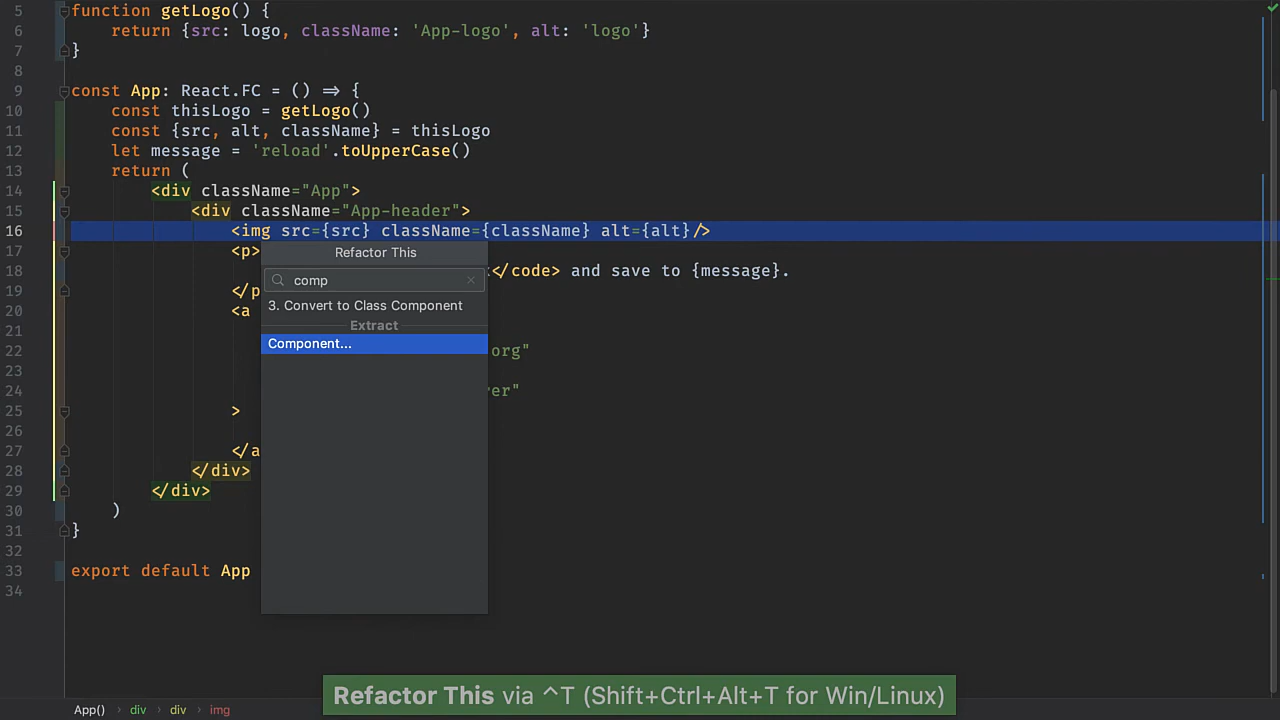 5 function getLogo() {
6 return {src: logo, className: 'App-logo', alt: 'logo'}
7 }
8
9 const App: React.FC = () => {
10 const thisLogo = getLogo()
11 const {src, alt, className} = thisLogo
12 let message = 'reload'.toUpperCase()
13 return (
14 <div className="App">
15 <div className="App-header">
16 <img src={src} className={className} alt={alt}/>
17 <p>
18 </code> and save to {message}.
19 </p
20 <a
21
22 org"
23
24 rer"
25 >
26
27 </a
28 </div>
29 </div>
30 )
31 }
32
33 export default App
34
Refactor This
comp
3. Convert to Class Component
Extract
Component...
Refactor This via ^T (Shift+Ctrl+Alt+T for Win/Linux)
App() › div › div › img